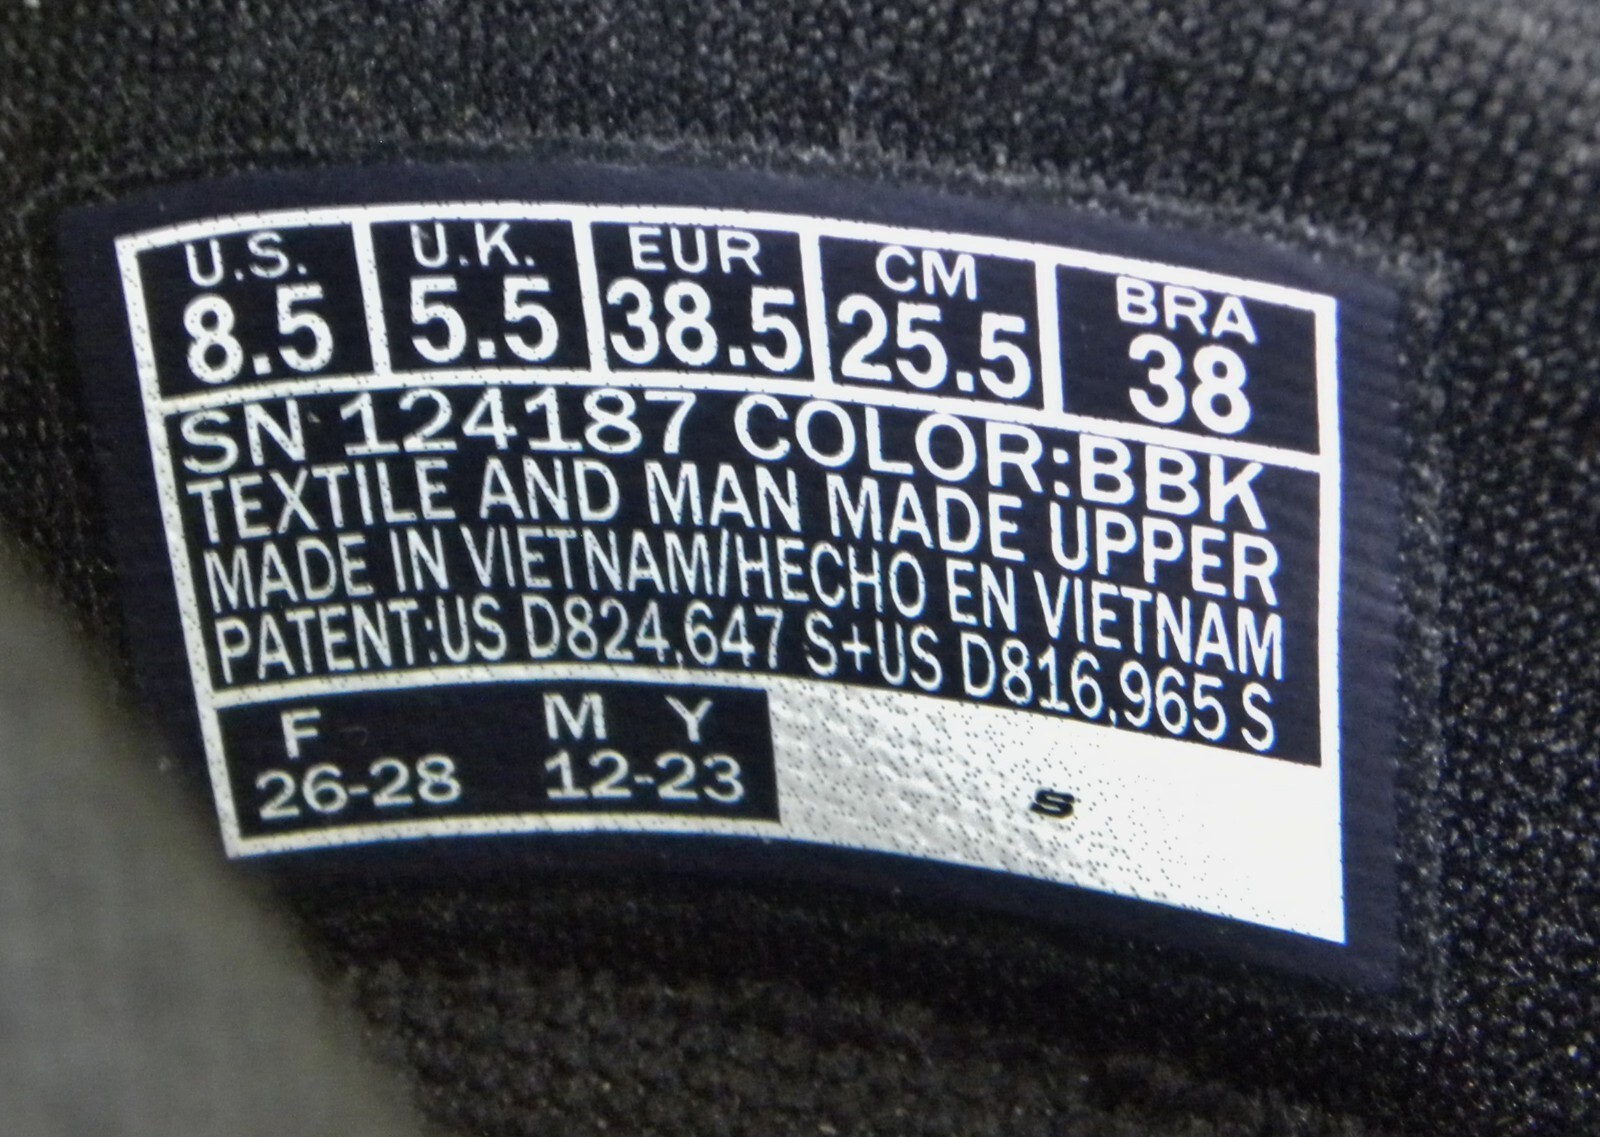 U.S. U.K. EUR CM BRA
8.5 5.5 38.5 25.5 38
SN 124187 COLOR:BBK
TEXTILE AND MAN MADE UPPER
MADE IN VIETNAM/HECHO EN VIETNAM
PATENT:US D824,647 S+US D816,965 S
F M Y
26-28 12-23
S